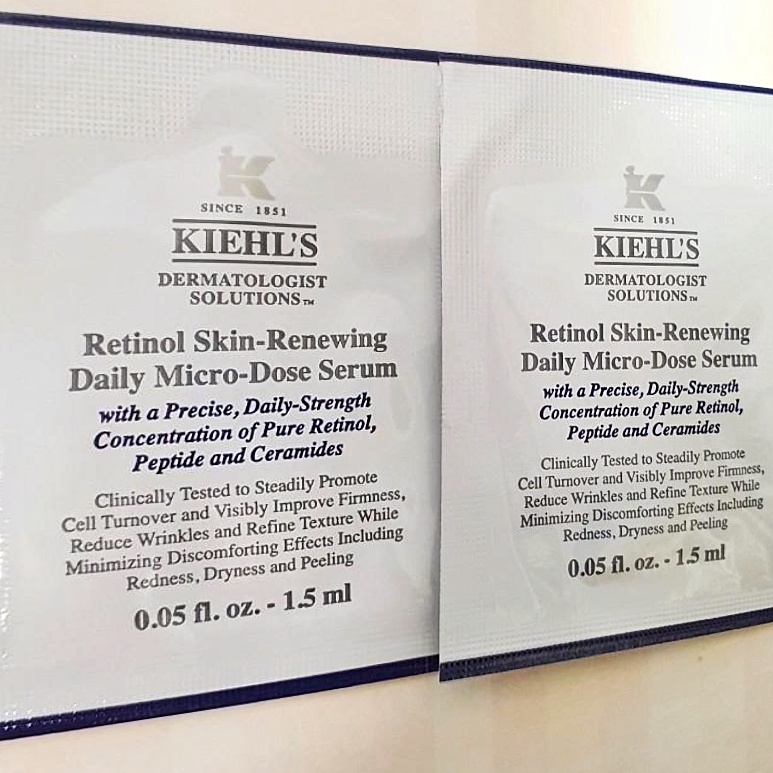 K
SINCE 1851
KIEHL'S
DERMATOLOGIST
SOLUTIONS™
Retinol Skin-Renewing
Daily Micro-Dose Serum
with a Precise, Daily-Strength
Concentration of Pure Retinol,
Peptide and Ceramides
Clinically Tested to Steadily Promote
Cell Turnover and Visibly Improve Firmness,
Reduce Wrinkles and Refine Texture While
Minimizing Discomforting Effects Including
Redness, Dryness and Peeling
0.05 fl. oz. - 1.5 ml
K
SINCE 1851
KIEHL'S
DERMATOLOGIST
SOLUTIONS™
Retinol Skin-Renewing
Daily Micro-Dose Serum
with a Precise, Daily-Strength
Concentration of Pure Retinol,
Peptide and Ceramides
Clinically Tested to Steadily Promote
Cell Turnover and Visibly Improve Firmness,
Reduce Wrinkles and Refine Texture While
Minimizing Discomforting Effects Including
Redness, Dryness and Peeling
0.05 fl. oz. - 1.5 ml